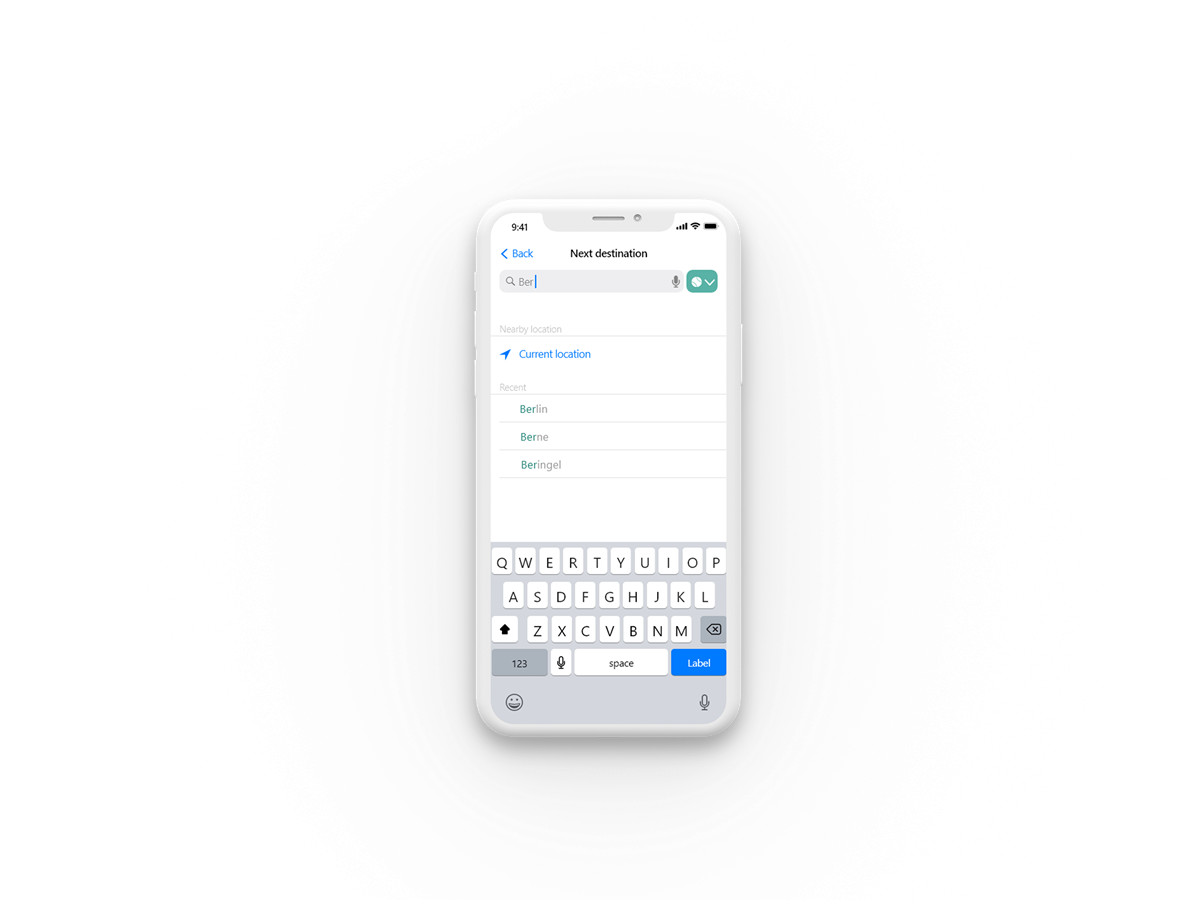 9:41
Back Next destination
Ber
Nearby location
Current location
Recent
Berlin
Berne
Beringel
Q W E R T Y U I O P
A S D F G H J K L
Z X C V B N M
123 space Label